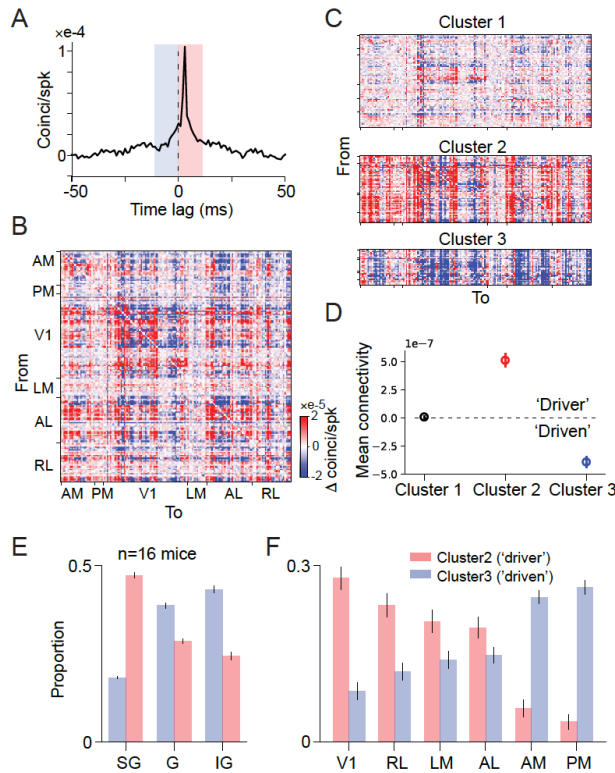 A
×e-4
1
0
Coinci/spk
-50
0
50
Time lag (ms)
B
AM
PM
V1
LM
AL
RL
From
AM
PM
V1
LM
AL
RL
To
×e-5
2
0
-2
Δ coinci/spk
C
Cluster 1
Cluster 2
Cluster 3
From
To
D
1e-7
5.0
2.5
0.0
-2.5
-5.0
Mean connectivity
'Driver'
'Driven'
Cluster 1
Cluster 2
Cluster 3
E
n=16 mice
0.5
0
Proportion
SG
G
IG
F
Cluster2 ('driver')
Cluster3 ('driven')
0.3
0
V1
RL
LM
AL
AM
PM